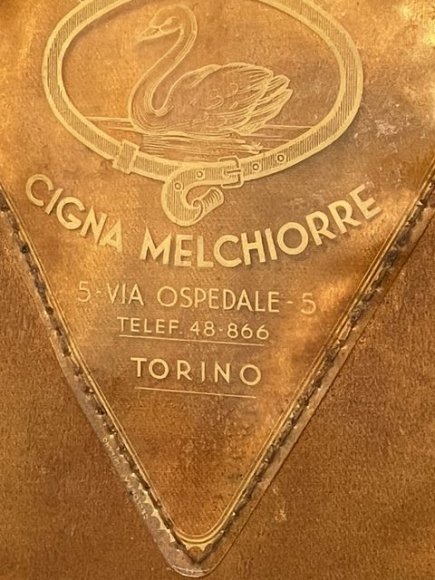 CIGNA MELCHIORRE
5-VIA OSPEDALE-5
TELEF. 48-866
TORINO